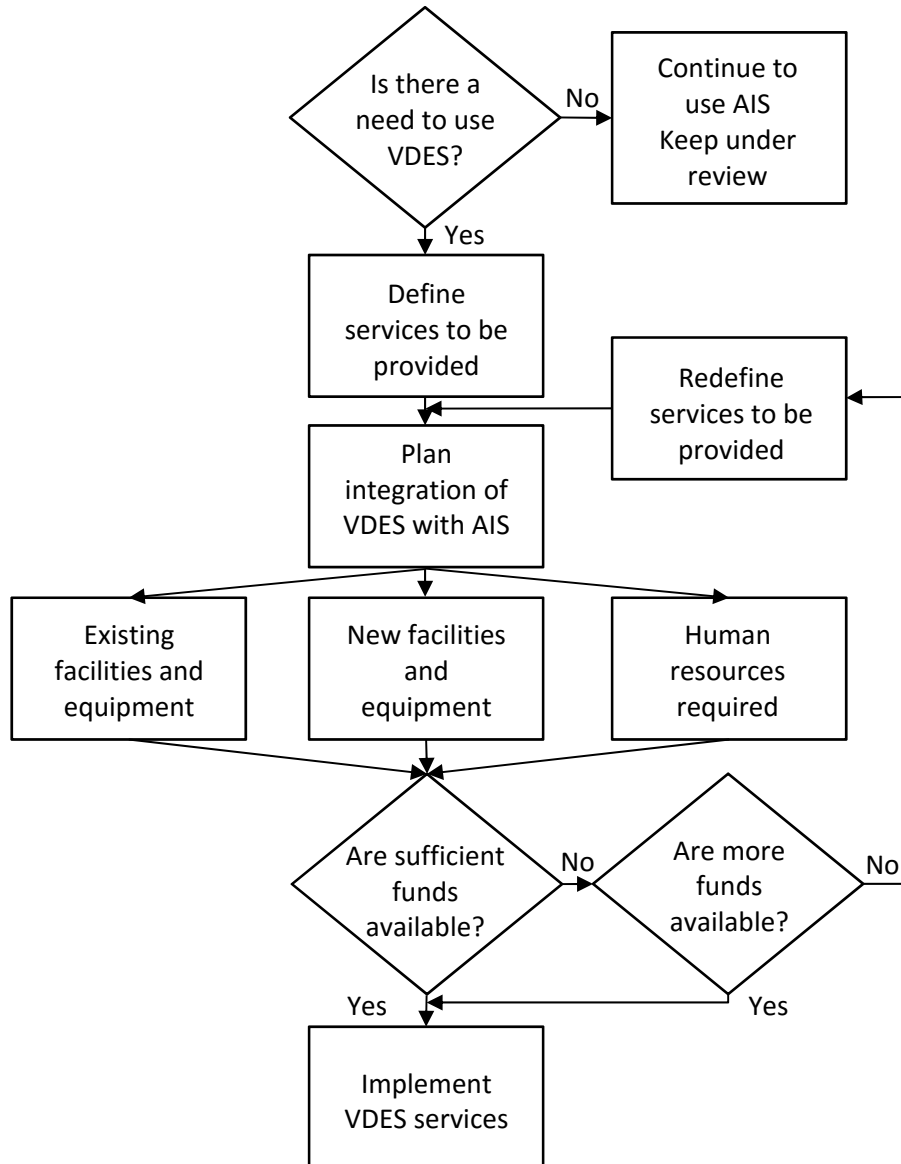 Is there a
need to use
VDES?
No
Continue to
use AIS
Keep under
review
Yes
Define
services to be
provided
Redefine
services to be
provided
Plan
integration of
VDES with AIS
Existing
facilities and
equipment
New facilities
and
equipment
Human
resources
required
Are sufficient
funds
available?
No
Are more
funds
available?
No
Yes
Yes
Implement
VDES services